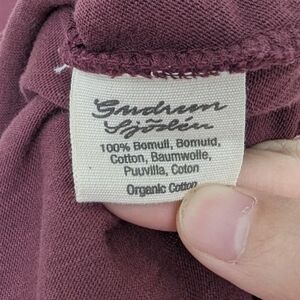 Gudrun
Sjödén
100% Bomull, Bomuld,
Cotton, Baumwolle,
Puuvilla, Coton
Organic Cotton